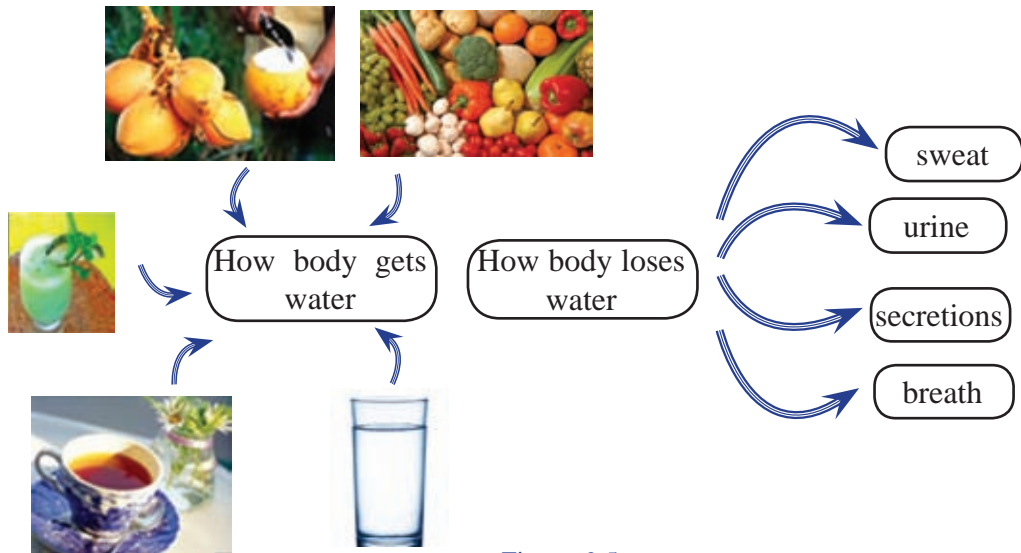 How body gets
water
How body loses
water
sweat
urine
secretions
breath